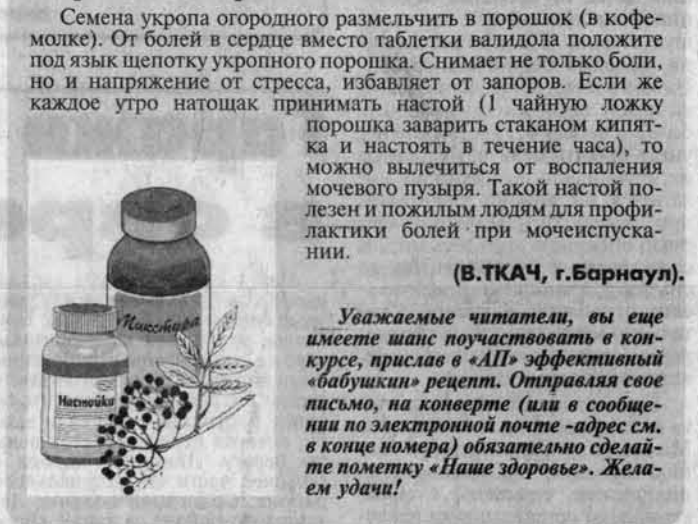 Семена укропа огородного размельчить в порошок (в кофе-
молке). От болей в сердце вместо таблетки валидола положите
под язык щепотку укропного порошка. Снимает не только боли,
но и напряжение от стресса, избавляет от запоров. Если же
каждое утро натощак принимать настой (1 чайную ложку
порошка заварить стаканом кипят-
ка и настоять в течение часа), то
можно вылечиться от воспаления
мочевого пузыря. Такой настой по-
лезен и пожилым людям для профи-
лактики болей при мочеиспуска-
нии.
(В.ТКАЧ, г.Барнаул).
Микстура
Настойка
Уважаемые читатели, вы еще
имеете шанс поучаствовать в кон-
курсе, прислав в «АП» эффективный
«бабушкин» рецепт. Отправляя свое
письмо, на конверте (или в сообще-
нии по электронной почте -адрес см.
в конце номера) обязательно сделай-
те пометку «Наше здоровье». Жела-
ем удачи!